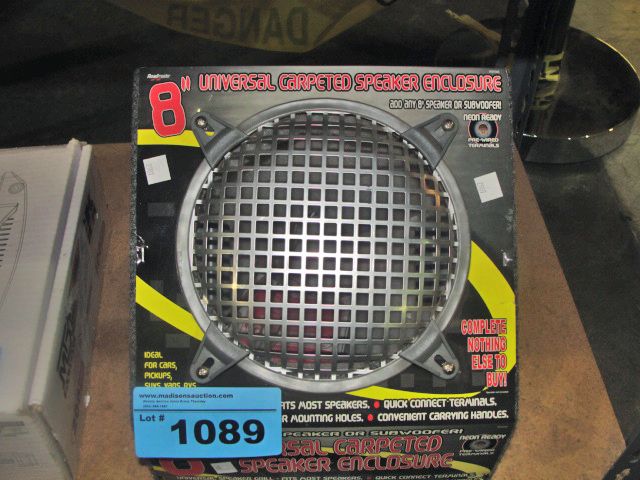 DANGER
Roadmaster
8" UNIVERSAL CARPETED SPEAKER ENCLOSURE
ADD ANY 8" SPEAKER OR SUBWOOFER!
NEON READY
PRE-WIRED
TERMINALS
COMPLETE
NOTHING
ELSE TO
BUY!
IDEAL
FOR CARS,
PICKUPS,
SUVS, VANS, RVS
FITS MOST SPEAKERS. • QUICK CONNECT TERMINALS.
MOUNTING HOLES. • CONVENIENT CARRYING HANDLES.
www.madisonsauction.com
Lot # 1089
SPEAKER OR SUBWOOFER!
NEON READY
SPEAKER ENCLOSURE
SPEAKER GRILL - FITS MOST SPEAKERS. • QUICK CONNECT TERMINALS.